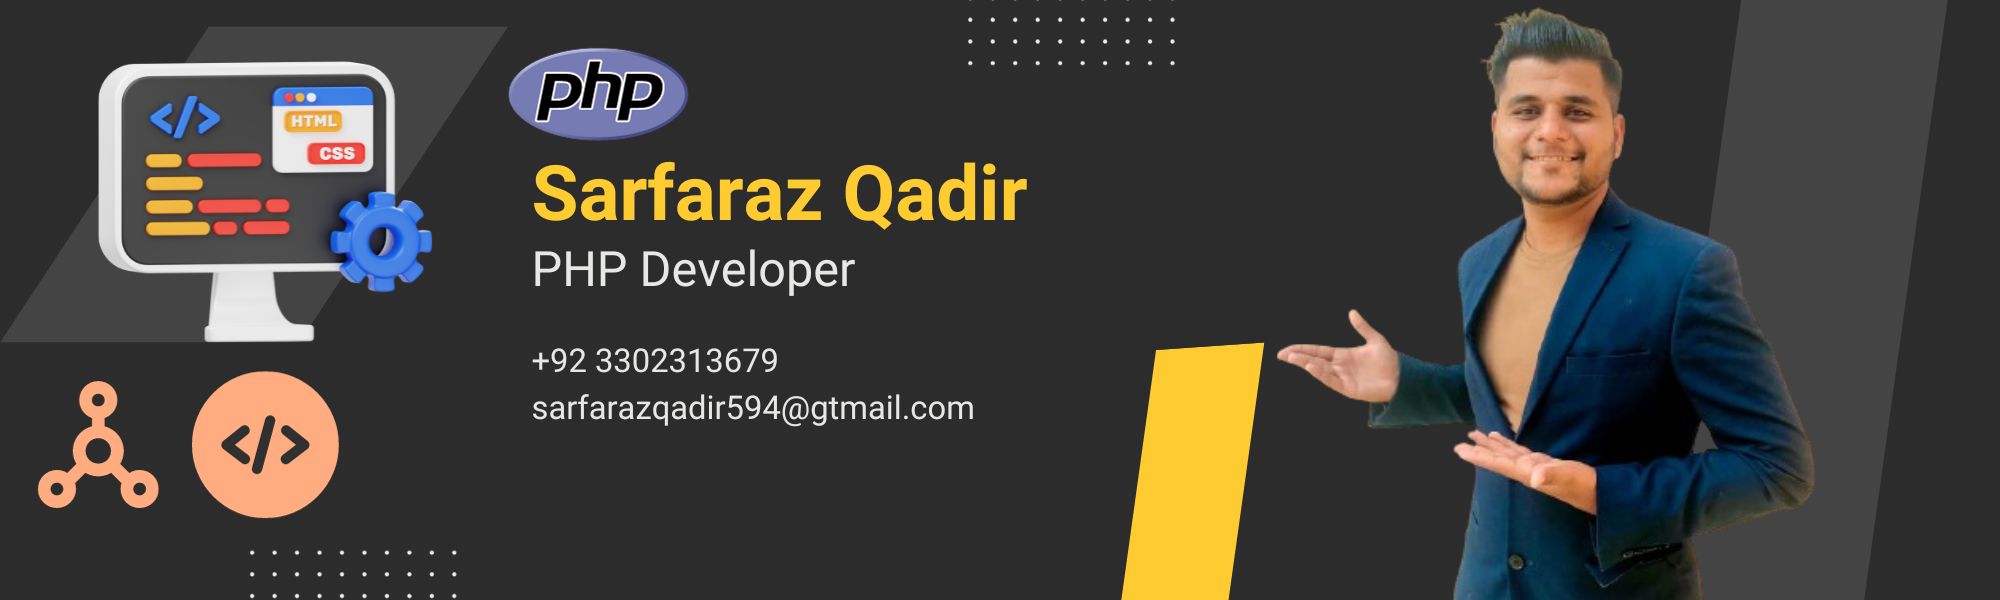 </>
HTML
CSS
php
Sarfaraz Qadir
PHP Developer
+92 3302313679
sarfarazqadir594@gtmail.com
</>